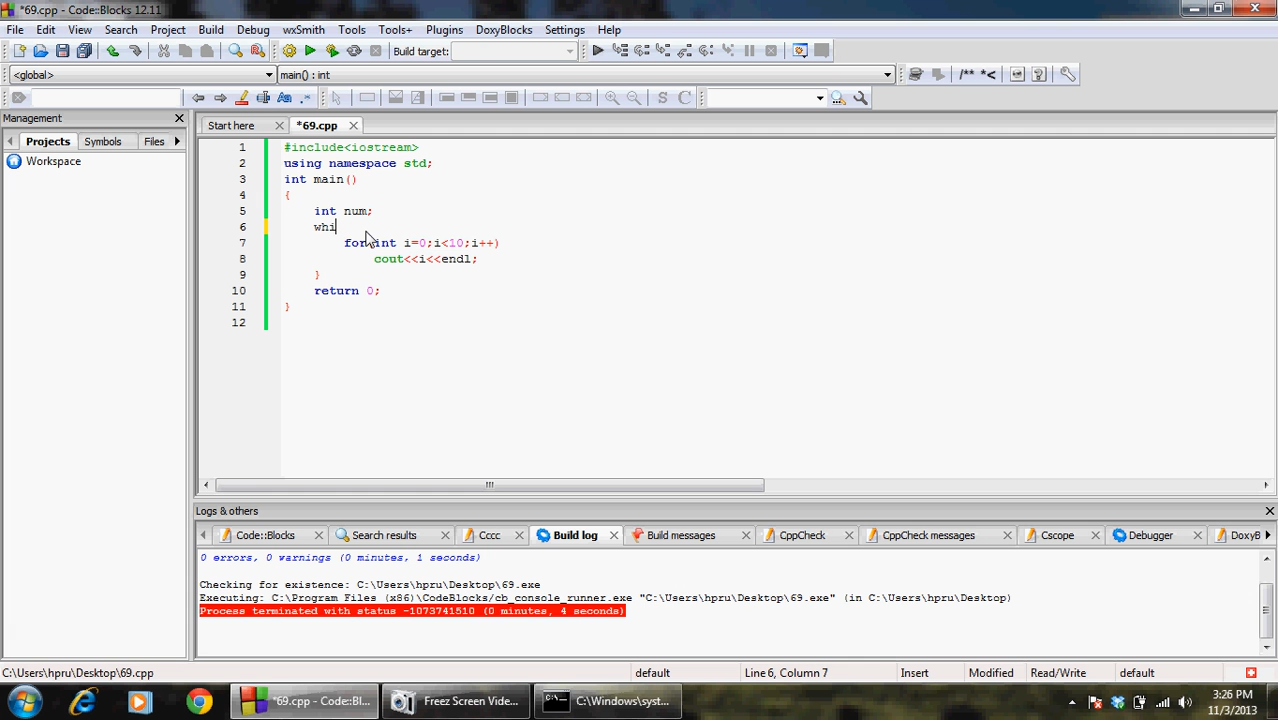 *69.cpp - Code::Blocks 12.11
File Edit View Search Project Build Debug wxSmith Tools Tools+ Plugins DoxyBlocks Settings Help
Build target:
<global> main() : int /** *<
Management
Projects Symbols Files
Workspace
Start here *69.cpp
1 #include<iostream>
2 using namespace std;
3 int main()
4 {
5 int num;
6 whi
7 for int i=0;i<10;i++)
8 cout<<i<<endl;
9 }
10 return 0;
11 }
12
Logs & others
Code::Blocks Search results Cccc Build log Build messages CppCheck CppCheck messages Cscope Debugger DoxyB
0 errors, 0 warnings (0 minutes, 1 seconds)
Checking for existence: C:\Users\hpru\Desktop\69.exe
Executing: C:\Program Files (x86)\CodeBlocks/cb_console_runner.exe "C:\Users\hpru\Desktop\69.exe" (in C:\Users\hpru\Desktop)
Process terminated with status -1073741510 (0 minutes, 4 seconds)
C:\Users\hpru\Desktop\69.cpp default Line 6, Column 7 Insert Modified Read/Write default
*69.cpp - Code::Bl... Freez Screen Vide... C:\Windows\syst...
3:26 PM
11/3/2013